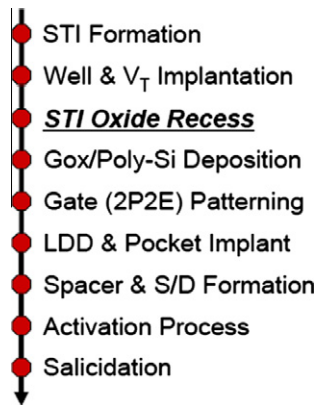 STI Formation
Well & VT Implantation
STI Oxide Recess
Gox/Poly-Si Deposition
Gate (2P2E) Patterning
LDD & Pocket Implant
Spacer & S/D Formation
Activation Process
Salicidation